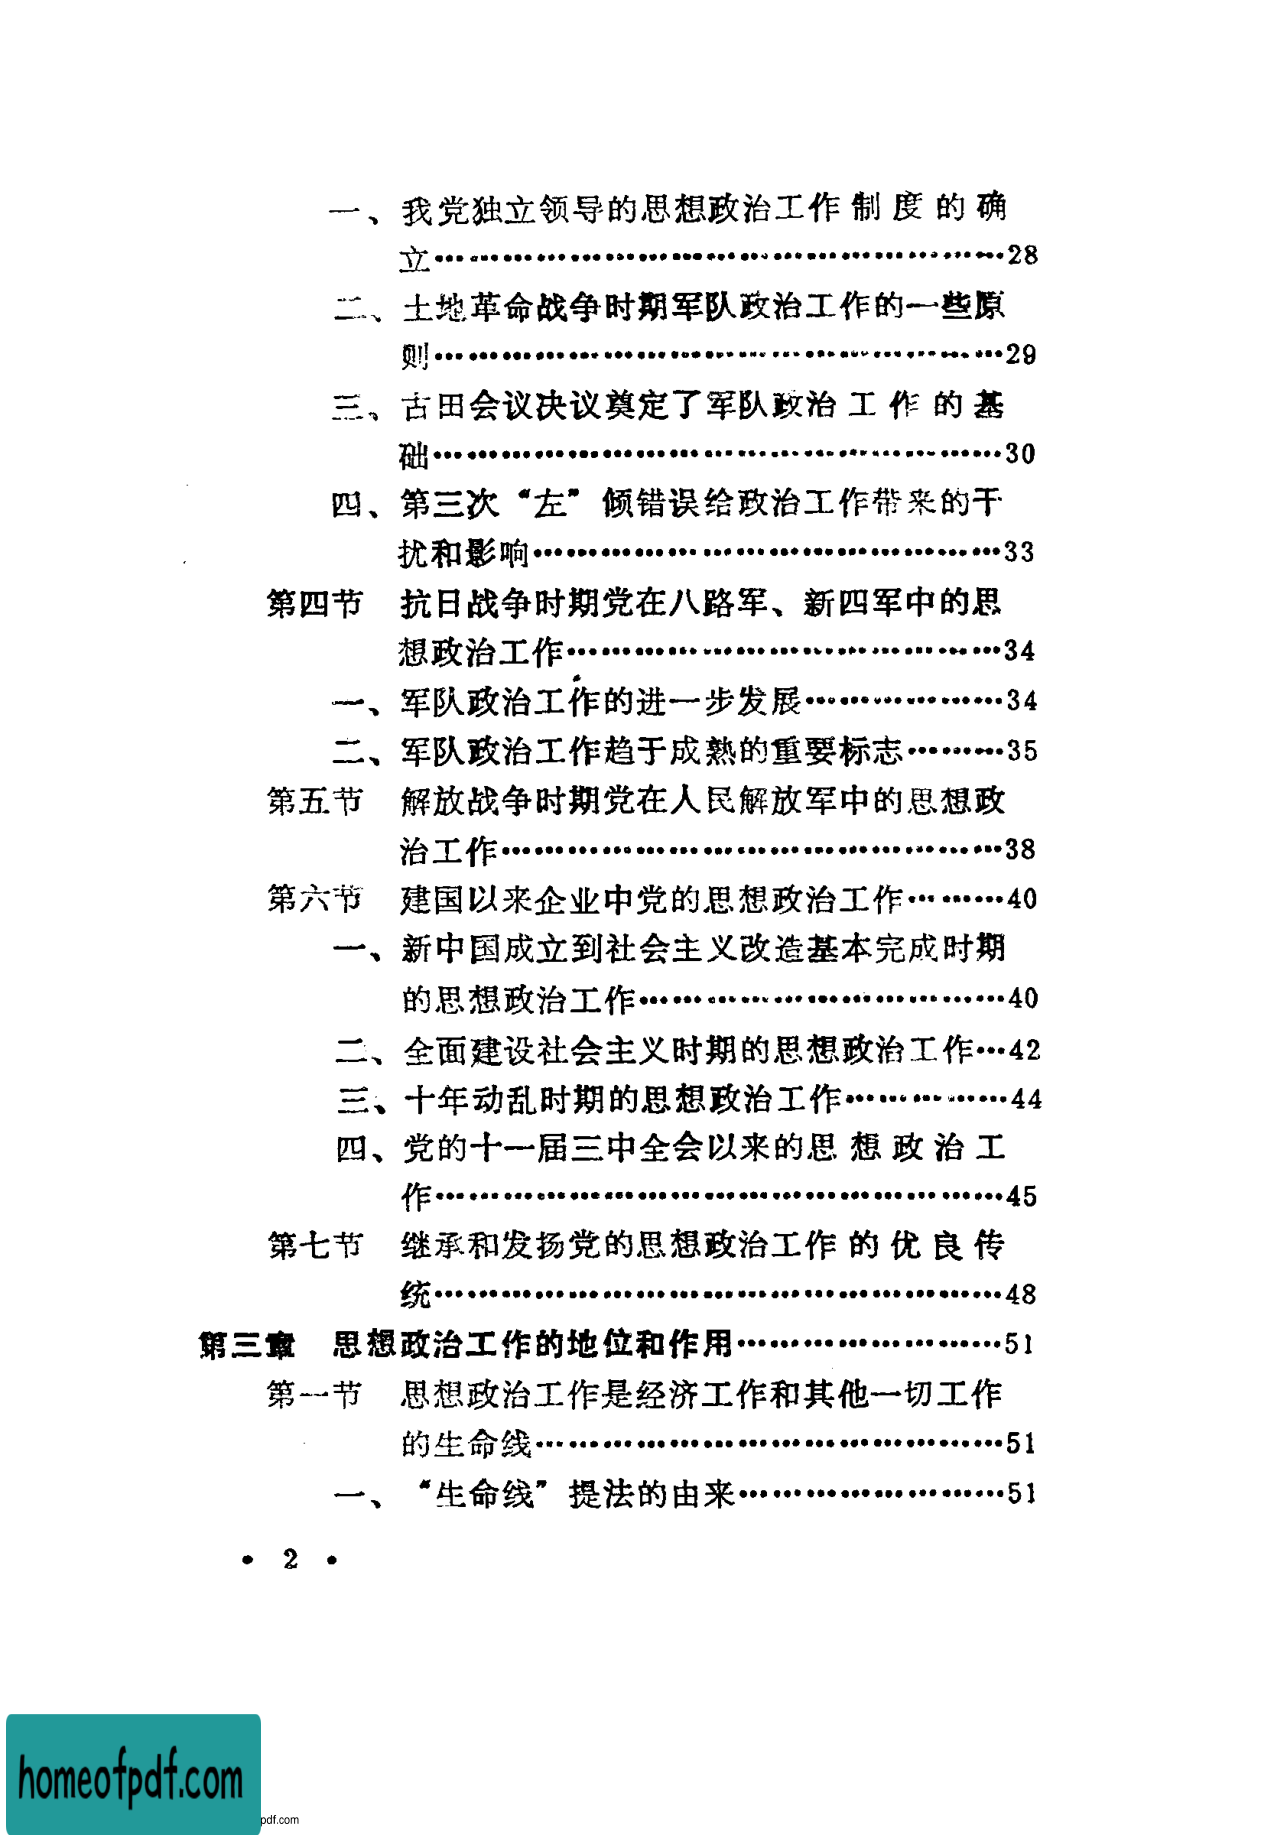 一、我党独立领导的思想政治工作制度的确
立……………………………………………28
二、土地革命战争时期军队政治工作的一些原
则……………………………………………29
三、古田会议决议奠定了军队政治工作的基
础……………………………………………30
四、第三次“左”倾错误给政治工作带来的干
扰和影响……………………………………33
第四节 抗日战争时期党在八路军、新四军中的思
想政治工作…………………………………34
一、军队政治工作的进一步发展………………34
二、军队政治工作趋于成熟的重要标志………35
第五节 解放战争时期党在人民解放军中的思想政
治工作………………………………………38
第六节 建国以来企业中党的思想政治工作………40
一、新中国成立到社会主义改造基本完成时期
的思想政治工作……………………………40
二、全面建设社会主义时期的思想政治工作…42
三、十年动乱时期的思想政治工作……………44
四、党的十一届三中全会以来的思想政治工
作……………………………………………45
第七节 继承和发扬党的思想政治工作的优良传
统……………………………………………48
第三章 思想政治工作的地位和作用……………………51
第一节 思想政治工作是经济工作和其他一切工作
的生命线……………………………………51
一、“生命线”提法的由来……………………51
• 2 •
homeofpdf.com
pdf.com